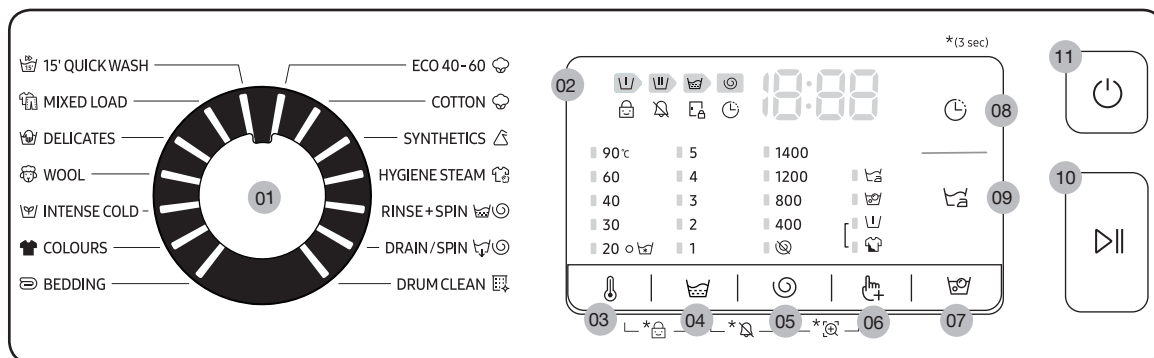 *(3 sec)
15' QUICK WASH
MIXED LOAD
DELICATES
WOOL
INTENSE COLD
COLOURS
BEDDING
01
ECO 40-60
COTTON
SYNTHETICS
HYGIENE STEAM
RINSE+SPIN
DRAIN/SPIN
DRUM CLEAN
02
18:88
90℃ 5 1400
60 4 1200
40 3 800
30 2 400
20 1
03 04 05 06 07
* * *
08
09
11
10